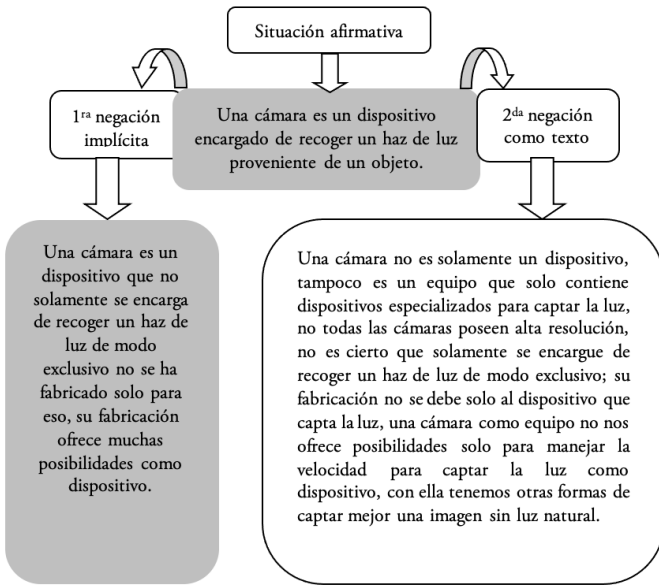 Situación afirmativa
1ra negación
implícita
Una cámara es un dispositivo
encargado de recoger un haz de luz
proveniente de un objeto.
2da negación
como texto
Una cámara es un
dispositivo que no
solamente se encarga
de recoger un haz de
luz de modo
exclusivo no se ha
fabricado solo para
eso, su fabricación
ofrece muchas
posibilidades como
dispositivo.
Una cámara no es solamente un dispositivo,
tampoco es un equipo que solo contiene
dispositivos especializados para captar la luz,
no todas las cámaras poseen alta resolución,
no es cierto que solamente se encargue de
recoger un haz de luz de modo exclusivo; su
fabricación no se debe solo al dispositivo que
capta la luz, una cámara como equipo no nos
ofrece posibilidades solo para manejar la
velocidad para captar la luz como
dispositivo, con ella tenemos otras formas de
captar mejor una imagen sin luz natural.